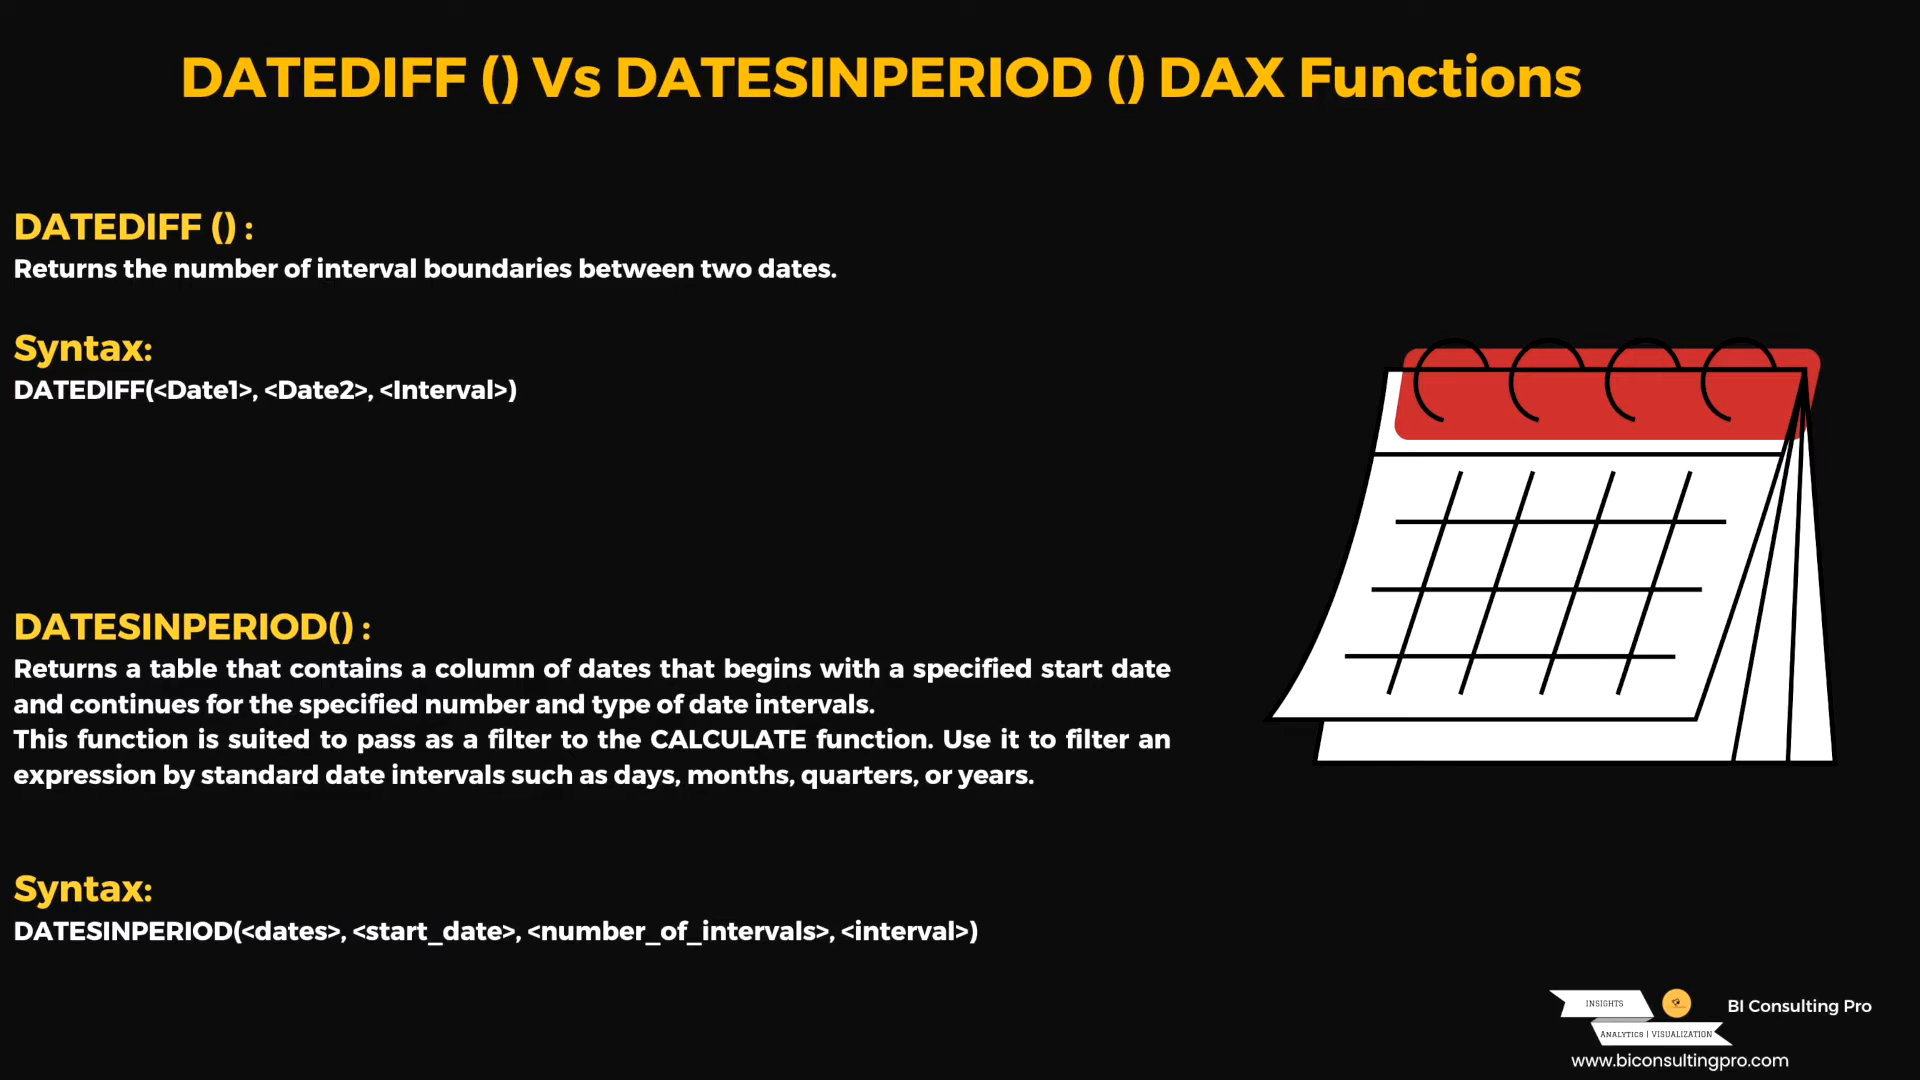 DATEDIFF () Vs DATESINPERIOD () DAX Functions
DATEDIFF () :
Returns the number of interval boundaries between two dates.
Syntax:
DATEDIFF(<Date1>, <Date2>, <Interval>)
DATESINPERIOD() :
Returns a table that contains a column of dates that begins with a specified start date
and continues for the specified number and type of date intervals.
This function is suited to pass as a filter to the CALCULATE function. Use it to filter an
expression by standard date intervals such as days, months, quarters, or years.
Syntax:
DATESINPERIOD(<dates>, <start_date>, <number_of_intervals>, <interval>)
INSIGHTS
BI Consulting Pro
ANALYTICS | VISUALIZATION
www.biconsultingpro.com